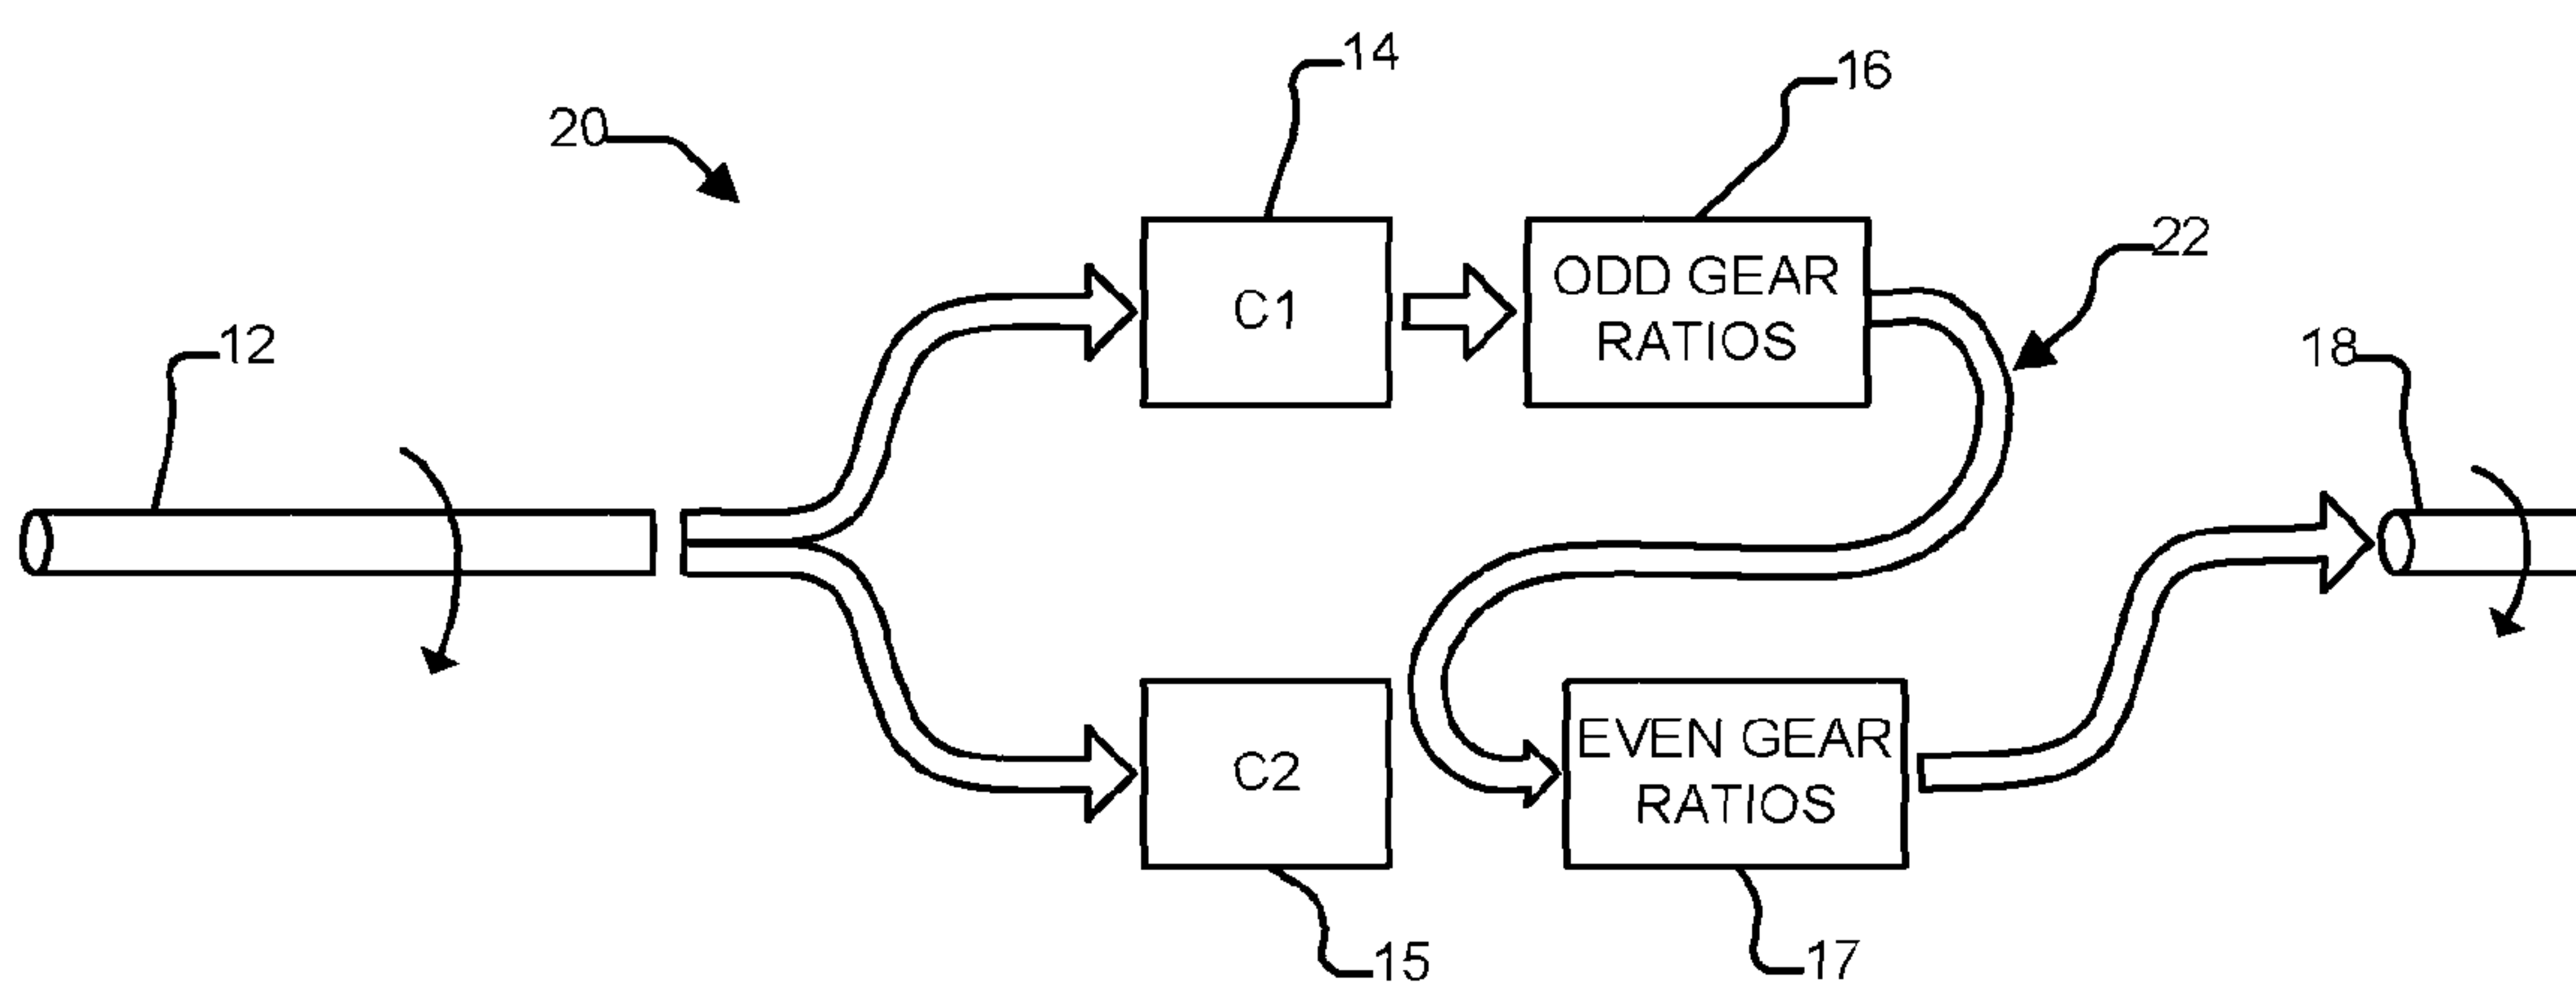 14
16
20
22
ODD GEAR
RATIOS
C1
12
18
EVEN GEAR
RATIOS
C2
15
17